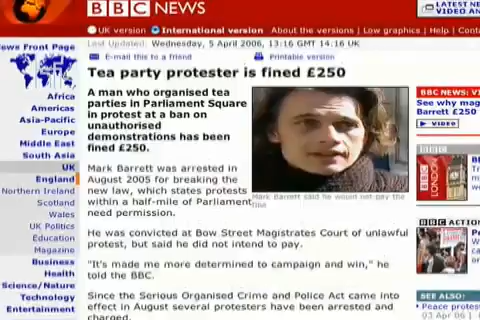 BBC NEWS
LATEST NEWS
VIDEO AN
UK version International version About the versions | Low graphics | Help | Conta
News Front Page
Last Updated: Wednesday, 5 April 2006, 13:16 GMT 14:16 UK
E-mail this to a friend Printable version
Tea party protester is fined £250
A man who organised tea
parties in Parliament Square
in protest at a ban on
unauthorised
demonstrations has been
fined £250.
Mark Barrett was arrested in
August 2005 for breaking the
new law, which states protests
within a half-mile of Parliament
need permission.
Mark Barrett said he would not pay the
fine
He was convicted at Bow Street Magistrates Court of unlawful
protest, but said he did not intend to pay.
"It's made me more determined to campaign and win," he
told the BBC.
Since the Serious Organised Crime and Police Act came into
effect in August several protesters have been arrested and
charged.
Africa
Americas
Asia-Pacific
Europe
Middle East
South Asia
UK
England
Northern Ireland
Scotland
Wales
UK Politics
Education
Magazine
Business
Health
Science/Nature
Technology
Entertainment
BBC NEWS: V
See why mag
Barrett £250
VIDEO
BBC
LONDON
BBC ACTION
SEE ALSO:
Peace protes
03 Apr 06 |